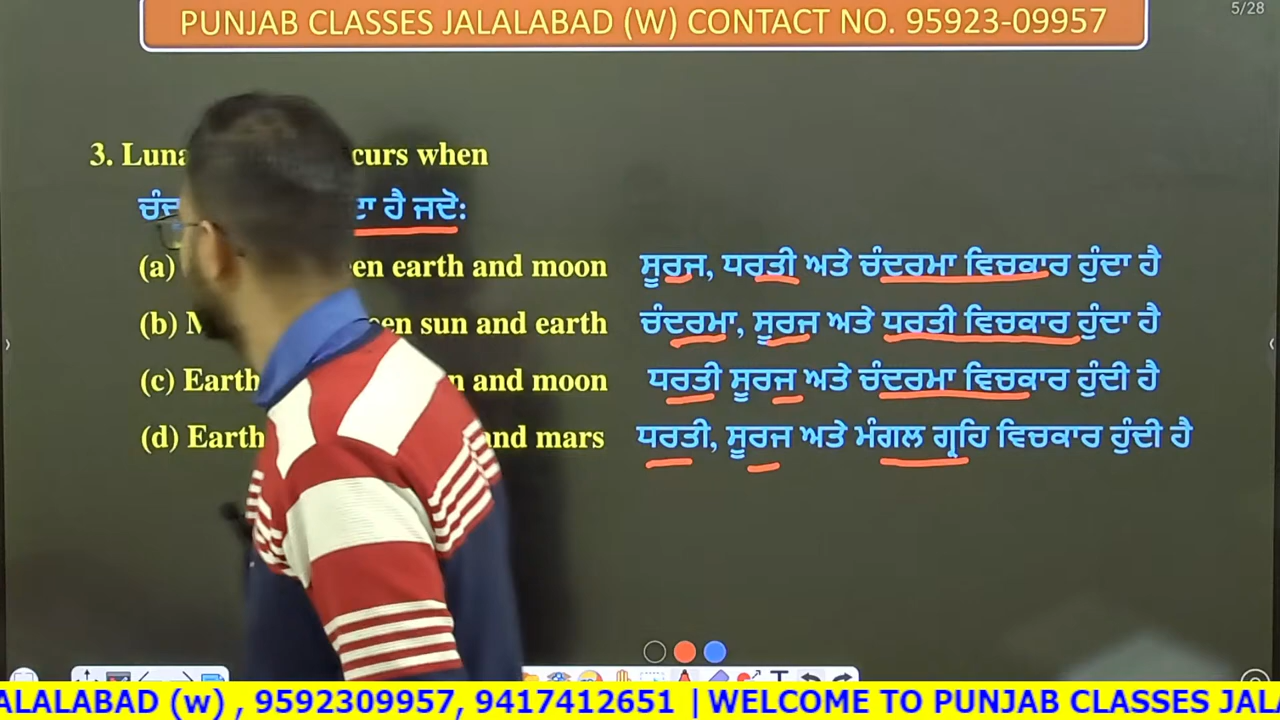 PUNJAB CLASSES JALALABAD (W) CONTACT NO. 95923-09957
5/28
3. Luna curs when
ਚੰਦ ਦਾ ਹੈ ਜਦੋ:
(a) en earth and moon ਸੂਰਜ, ਧਰਤੀ ਅਤੇ ਚੰਦਰਮਾ ਵਿਚਕਾਰ ਹੁੰਦਾ ਹੈ
(b) M een sun and earth ਚੰਦਰਮਾ, ਸੂਰਜ ਅਤੇ ਧਰਤੀ ਵਿਚਕਾਰ ਹੁੰਦਾ ਹੈ
(c) Earth n and moon ਧਰਤੀ ਸੂਰਜ ਅਤੇ ਚੰਦਰਮਾ ਵਿਚਕਾਰ ਹੁੰਦੀ ਹੈ
(d) Earth and mars ਧਰਤੀ, ਸੂਰਜ ਅਤੇ ਮੰਗਲ ਗ੍ਰਹਿ ਵਿਚਕਾਰ ਹੁੰਦੀ ਹੈ
ALALABAD (w) , 9592309957, 9417412651 | WELCOME TO PUNJAB CLASSES JAL